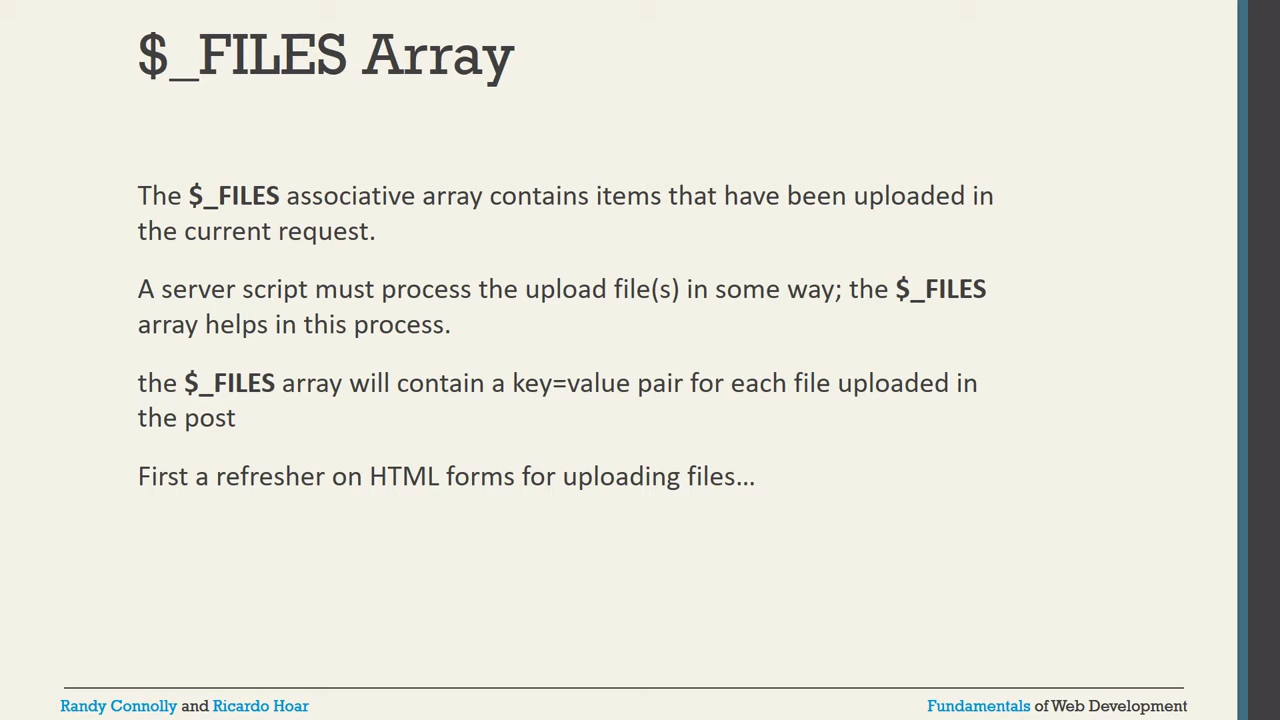 $_FILES Array
The $_FILES associative array contains items that have been uploaded in
the current request.
A server script must process the upload file(s) in some way; the $_FILES
array helps in this process.
the $_FILES array will contain a key=value pair for each file uploaded in
the post
First a refresher on HTML forms for uploading files…
Randy Connolly and Ricardo Hoar
Fundamentals of Web Development